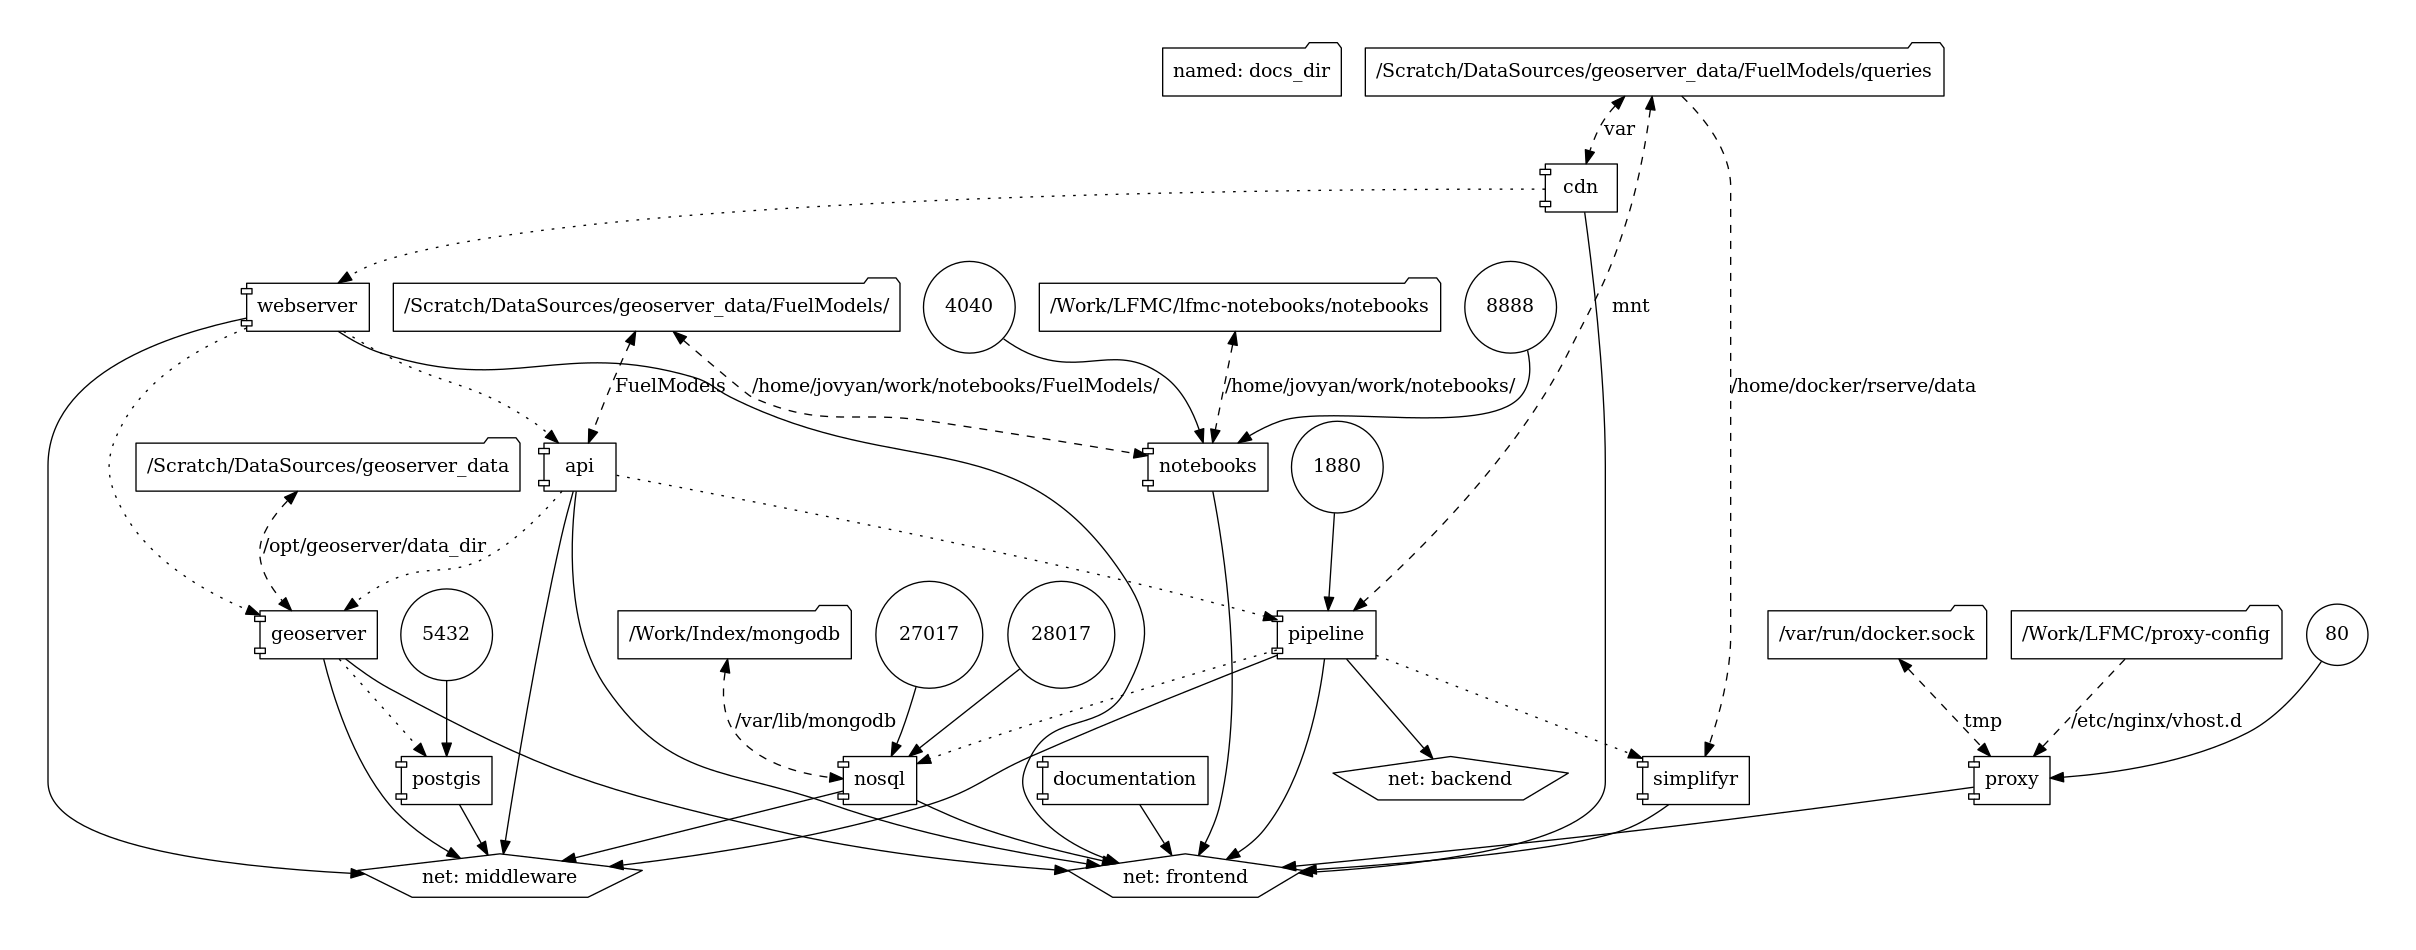 named: docs_dir
/Scratch/DataSources/geoserver_data/FuelModels/queries
var
cdn
webserver
/Scratch/DataSources/geoserver_data/FuelModels/
4040
/Work/LFMC/lfmc-notebooks/notebooks
8888
mnt
FuelModels
/home/jovyan/work/notebooks/FuelModels/
/home/jovyan/work/notebooks/
/home/docker/rserve/data
/Scratch/DataSources/geoserver_data
api
notebooks
1880
/opt/geoserver/data_dir
geoserver
5432
/Work/Index/mongodb
27017
28017
pipeline
/var/run/docker.sock
/Work/LFMC/proxy-config
80
/var/lib/mongodb
tmp
/etc/nginx/vhost.d
postgis
nosql
documentation
net: backend
simplifyr
proxy
net: middleware
net: frontend